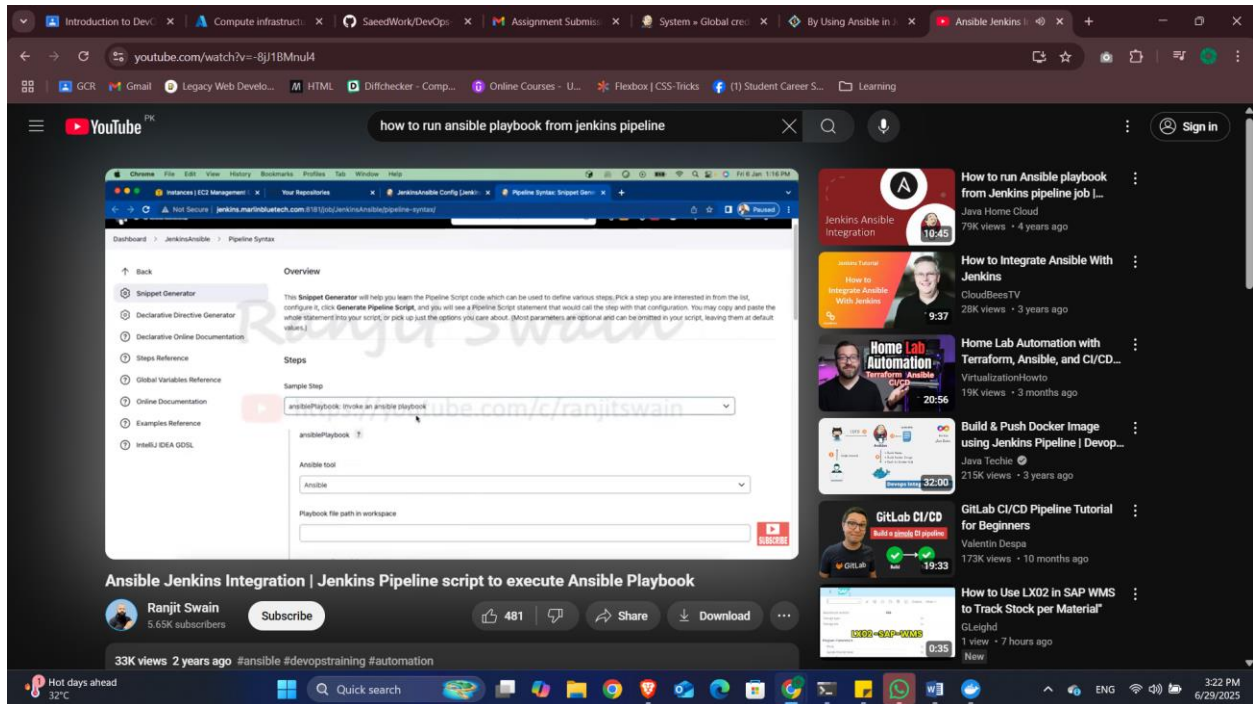 Introduction to DevO
Compute infrastructu
SaeedWork/DevOps-
Assignment Submiss
System » Global cred
By Using Ansible in J
Ansible Jenkins I
youtube.com/watch?v=-8jJ1BMnul4
GCR
Gmail
Legacy Web Develo...
HTML
Diffchecker - Comp...
Online Courses - U...
Flexbox | CSS-Tricks
(1) Student Career S...
Learning
YouTube PK
how to run ansible playbook from jenkins pipeline
Sign in
Chrome File Edit View History Bookmarks Profiles Tab Window Help
Fri 6 Jan 1:16 PM
Instances | EC2 Management
Your Repositories
JenkinsAnsible Config [Jenkin
Pipeline Syntax: Snippet Gener
Not Secure | jenkins.marlinbluetech.com:8181/job/JenkinsAnsible/pipeline-syntax/
Paused
Dashboard > JenkinsAnsible > Pipeline Syntax
Back
Snippet Generator
Declarative Directive Generator
Declarative Online Documentation
Steps Reference
Global Variables Reference
Online Documentation
Examples Reference
IntelliJ IDEA GDSL
Overview
This Snippet Generator will help you learn the Pipeline Script code which can be used to define various steps. Pick a step you are interested in from the list,
configure it, click Generate Pipeline Script, and you will see a Pipeline Script statement that would call the step with that configuration. You may copy and paste the
whole statement into your script, or pick up just the options you care about. (Most parameters are optional and can be omitted in your script, leaving them at default
values.)
Ranjit Swain
Steps
Sample Step
ansiblePlaybook: Invoke an ansible playbook
https://youtube.com/c/ranjitswain
ansiblePlaybook ?
Ansible tool
Ansible
Playbook file path in workspace
SUBSCRIBE
Ansible Jenkins Integration | Jenkins Pipeline script to execute Ansible Playbook
Ranjit Swain
5.65K subscribers
Subscribe
481
Share
Download
33K views 2 years ago #ansible #devopstraining #automation
Jenkins Ansible
Integration
10:45
How to run Ansible playbook
from Jenkins pipeline job |...
Java Home Cloud
79K views • 4 years ago
Jenkins Tutorial
How to
Integrate Ansible
With Jenkins
9:37
How to Integrate Ansible With
Jenkins
CloudBeesTV
28K views • 3 years ago
Home Lab
Automation
Terraform Ansible
CI/CD
20:56
Home Lab Automation with
Terraform, Ansible, and CI/CD...
VirtualizationHowto
19K views • 3 months ago
32:00
Build & Push Docker Image
using Jenkins Pipeline | Devop...
Java Techie
215K views • 3 years ago
GitLab CI/CD
Build a simple CI pipeline
GitLab
19:33
GitLab CI/CD Pipeline Tutorial
for Beginners
Valentin Despa
173K views • 10 months ago
LX02-SAP-WMS
0:35
How to Use LX02 in SAP WMS
to Track Stock per Material"
GLeighd
1 view • 7 hours ago
New
Hot days ahead
32°C
Quick search
ENG
3:22 PM
6/29/2025